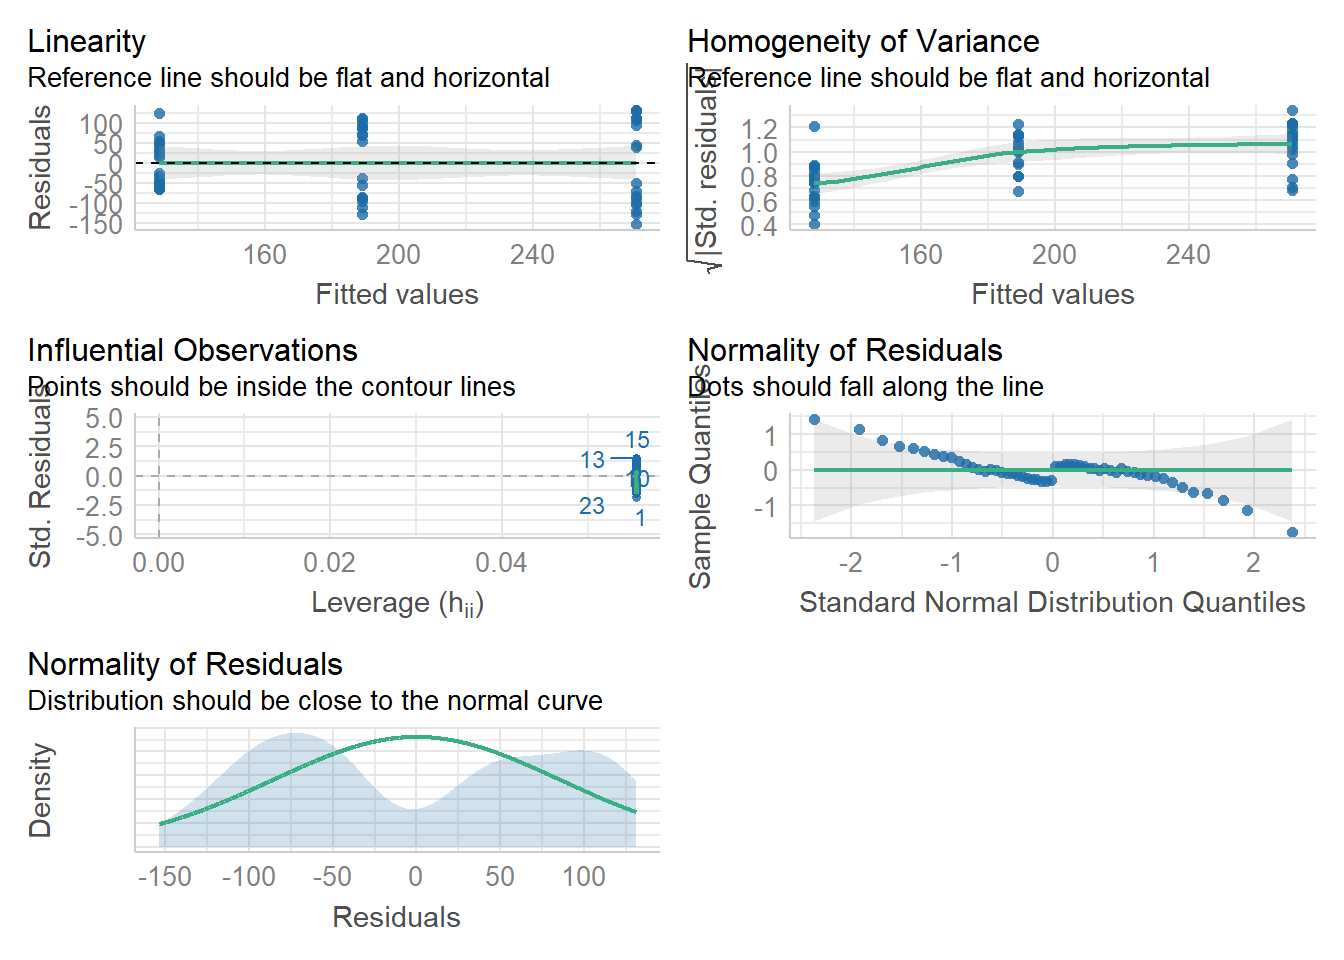 Linearity
Reference line should be flat and horizontal
Residuals
100
50
0
-50
-100
-150
160
200
240
Fitted values
Homogeneity of Variance
Reference line should be flat and horizontal
√|Std. residuals|
1.2
1.0
0.8
0.6
0.4
160
200
240
Fitted values
Influential Observations
Points should be inside the contour lines
Std. Residuals
5.0
2.5
0.0
-2.5
-5.0
15
13
10
23
1
0.00
0.02
0.04
Leverage (hii)
Normality of Residuals
Dots should fall along the line
Sample Quantiles
1
0
-1
-2
-1
0
1
2
Standard Normal Distribution Quantiles
Normality of Residuals
Distribution should be close to the normal curve
Density
-150
-100
-50
0
50
100
Residuals